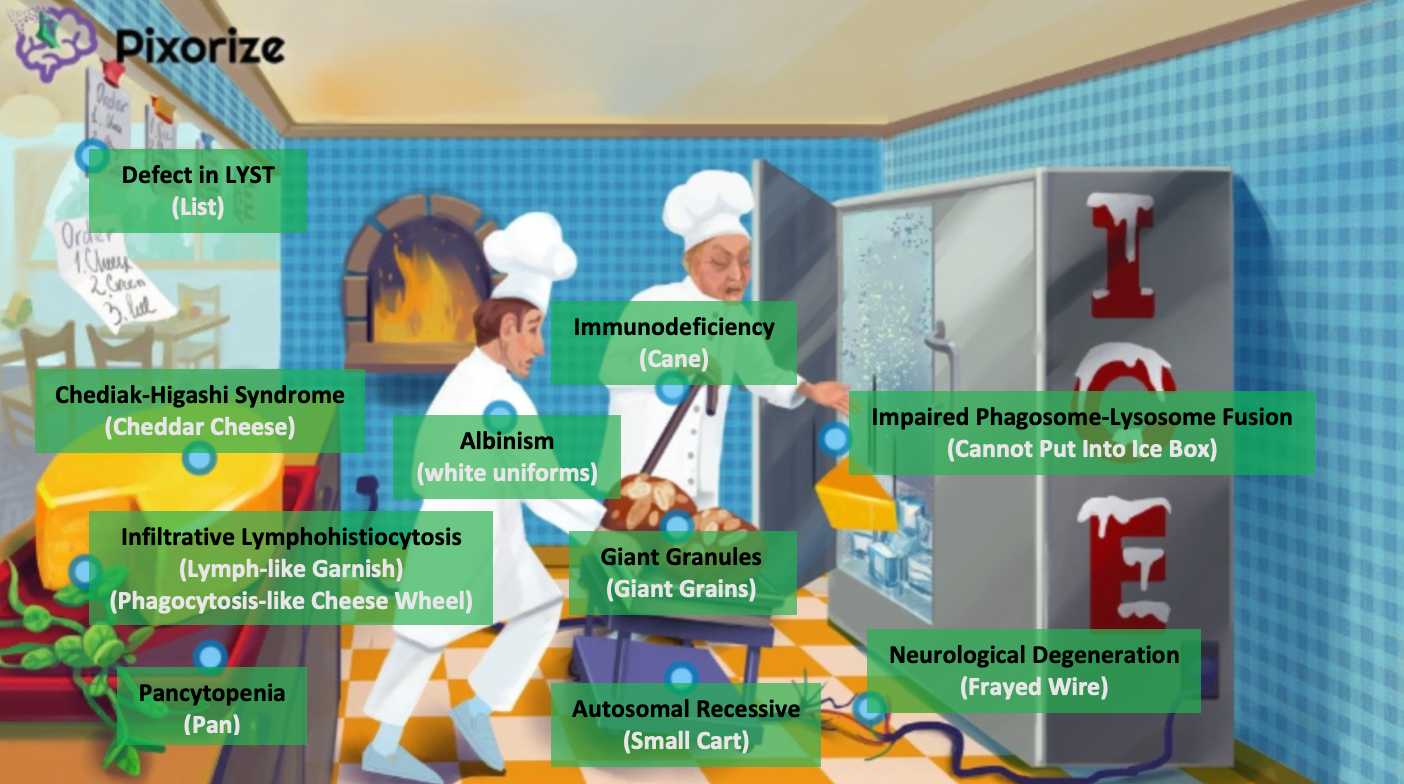 Pixorize
Order
1.
Defect in LYST
(List)
Order
1. Cheese
2.
3.
Immunodeficiency
(Cane)
Chediak-Higashi Syndrome
(Cheddar Cheese)
Albinism
(white uniforms)
Impaired Phagosome-Lysosome Fusion
(Cannot Put Into Ice Box)
ICE
Infiltrative Lymphohistiocytosis
(Lymph-like Garnish)
(Phagocytosis-like Cheese Wheel)
Giant Granules
(Giant Grains)
Neurological Degeneration
(Frayed Wire)
Pancytopenia
(Pan)
Autosomal Recessive
(Small Cart)